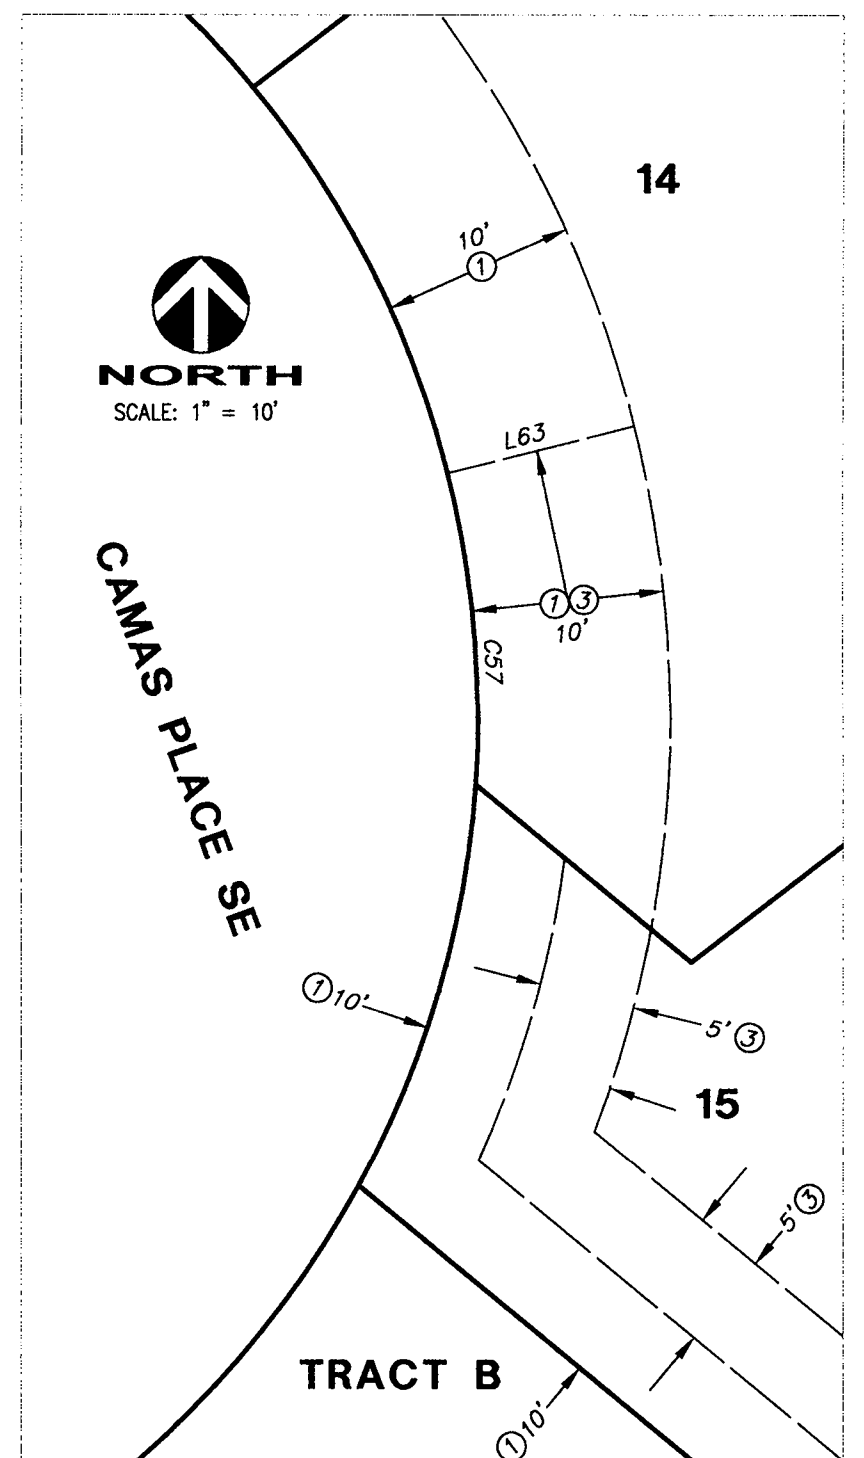 14
10'
①
NORTH
SCALE: 1" = 10'
L63
① ③
10'
C57
CAMAS PLACE SE
① 10'
5' ③
15
5' ③
TRACT B
① 10'